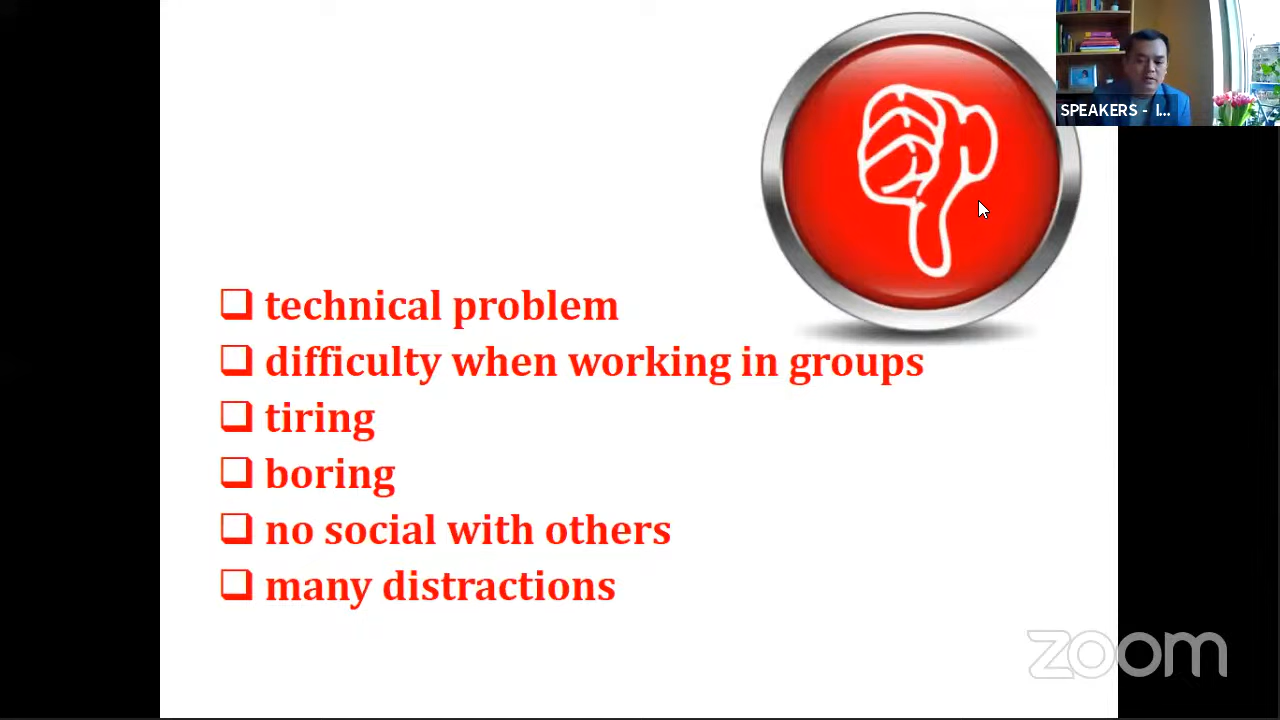 SPEAKERS - I...
technical problem
difficulty when working in groups
tiring
boring
no social with others
many distractions
zoom